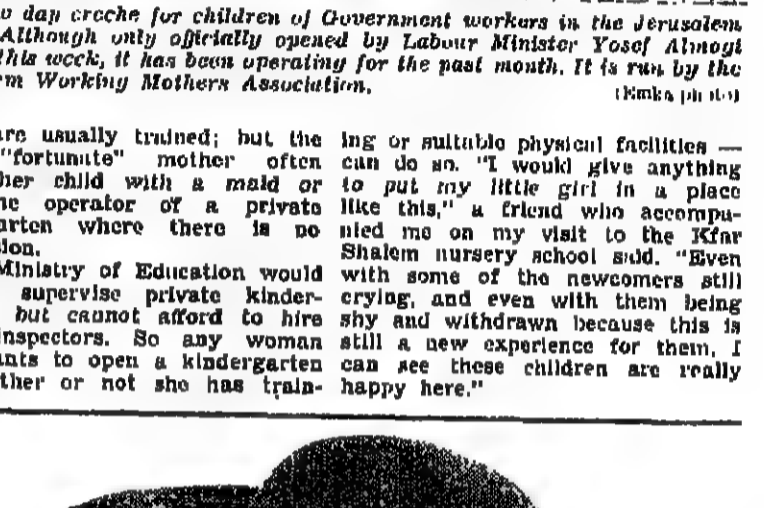 day creche for children of Government workers in the Jerusalem
Although only officially opened by Labour Minister Yosef Almogi
this week, it has been operating for the past month. It is run by the
Working Mothers Association.
(Emka photo)
are usually trained; but the
"fortunate" mother often
her child with a maid or
operator of a private
where there is no
Ministry of Education would
supervise private kinder-
but cannot afford to hire
inspectors. So any woman
to open a kindergarten
or not she has train-
ing or suitable physical facilities —
can do so. "I would give anything
to put my little girl in a place
like this," a friend who accompa-
nied me on my visit to the Kfar
Shalem nursery school said. "Even
with some of the newcomers still
crying, and even with them being
shy and withdrawn because this is
still a new experience for them, I
can see these children are really
happy here."